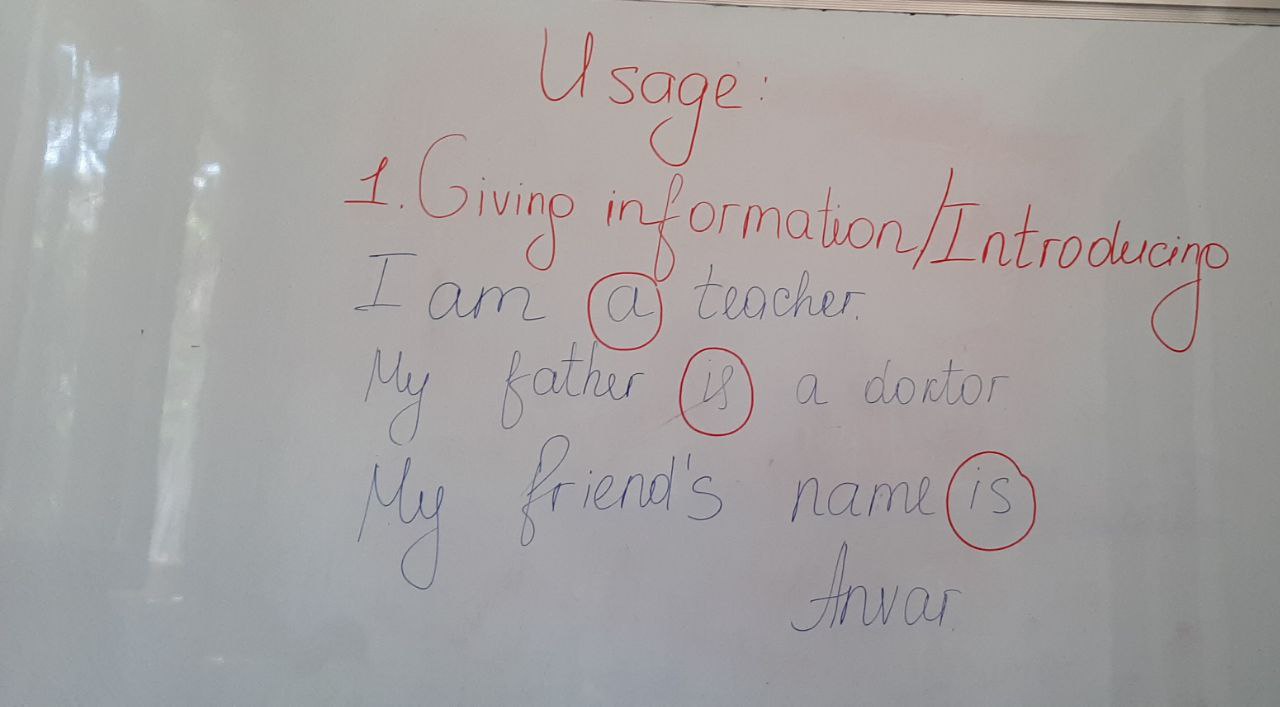 Usage:
1. Giving information/Introducing
I am a teacher.
My father is a doctor
My friend's name is
Anvar.